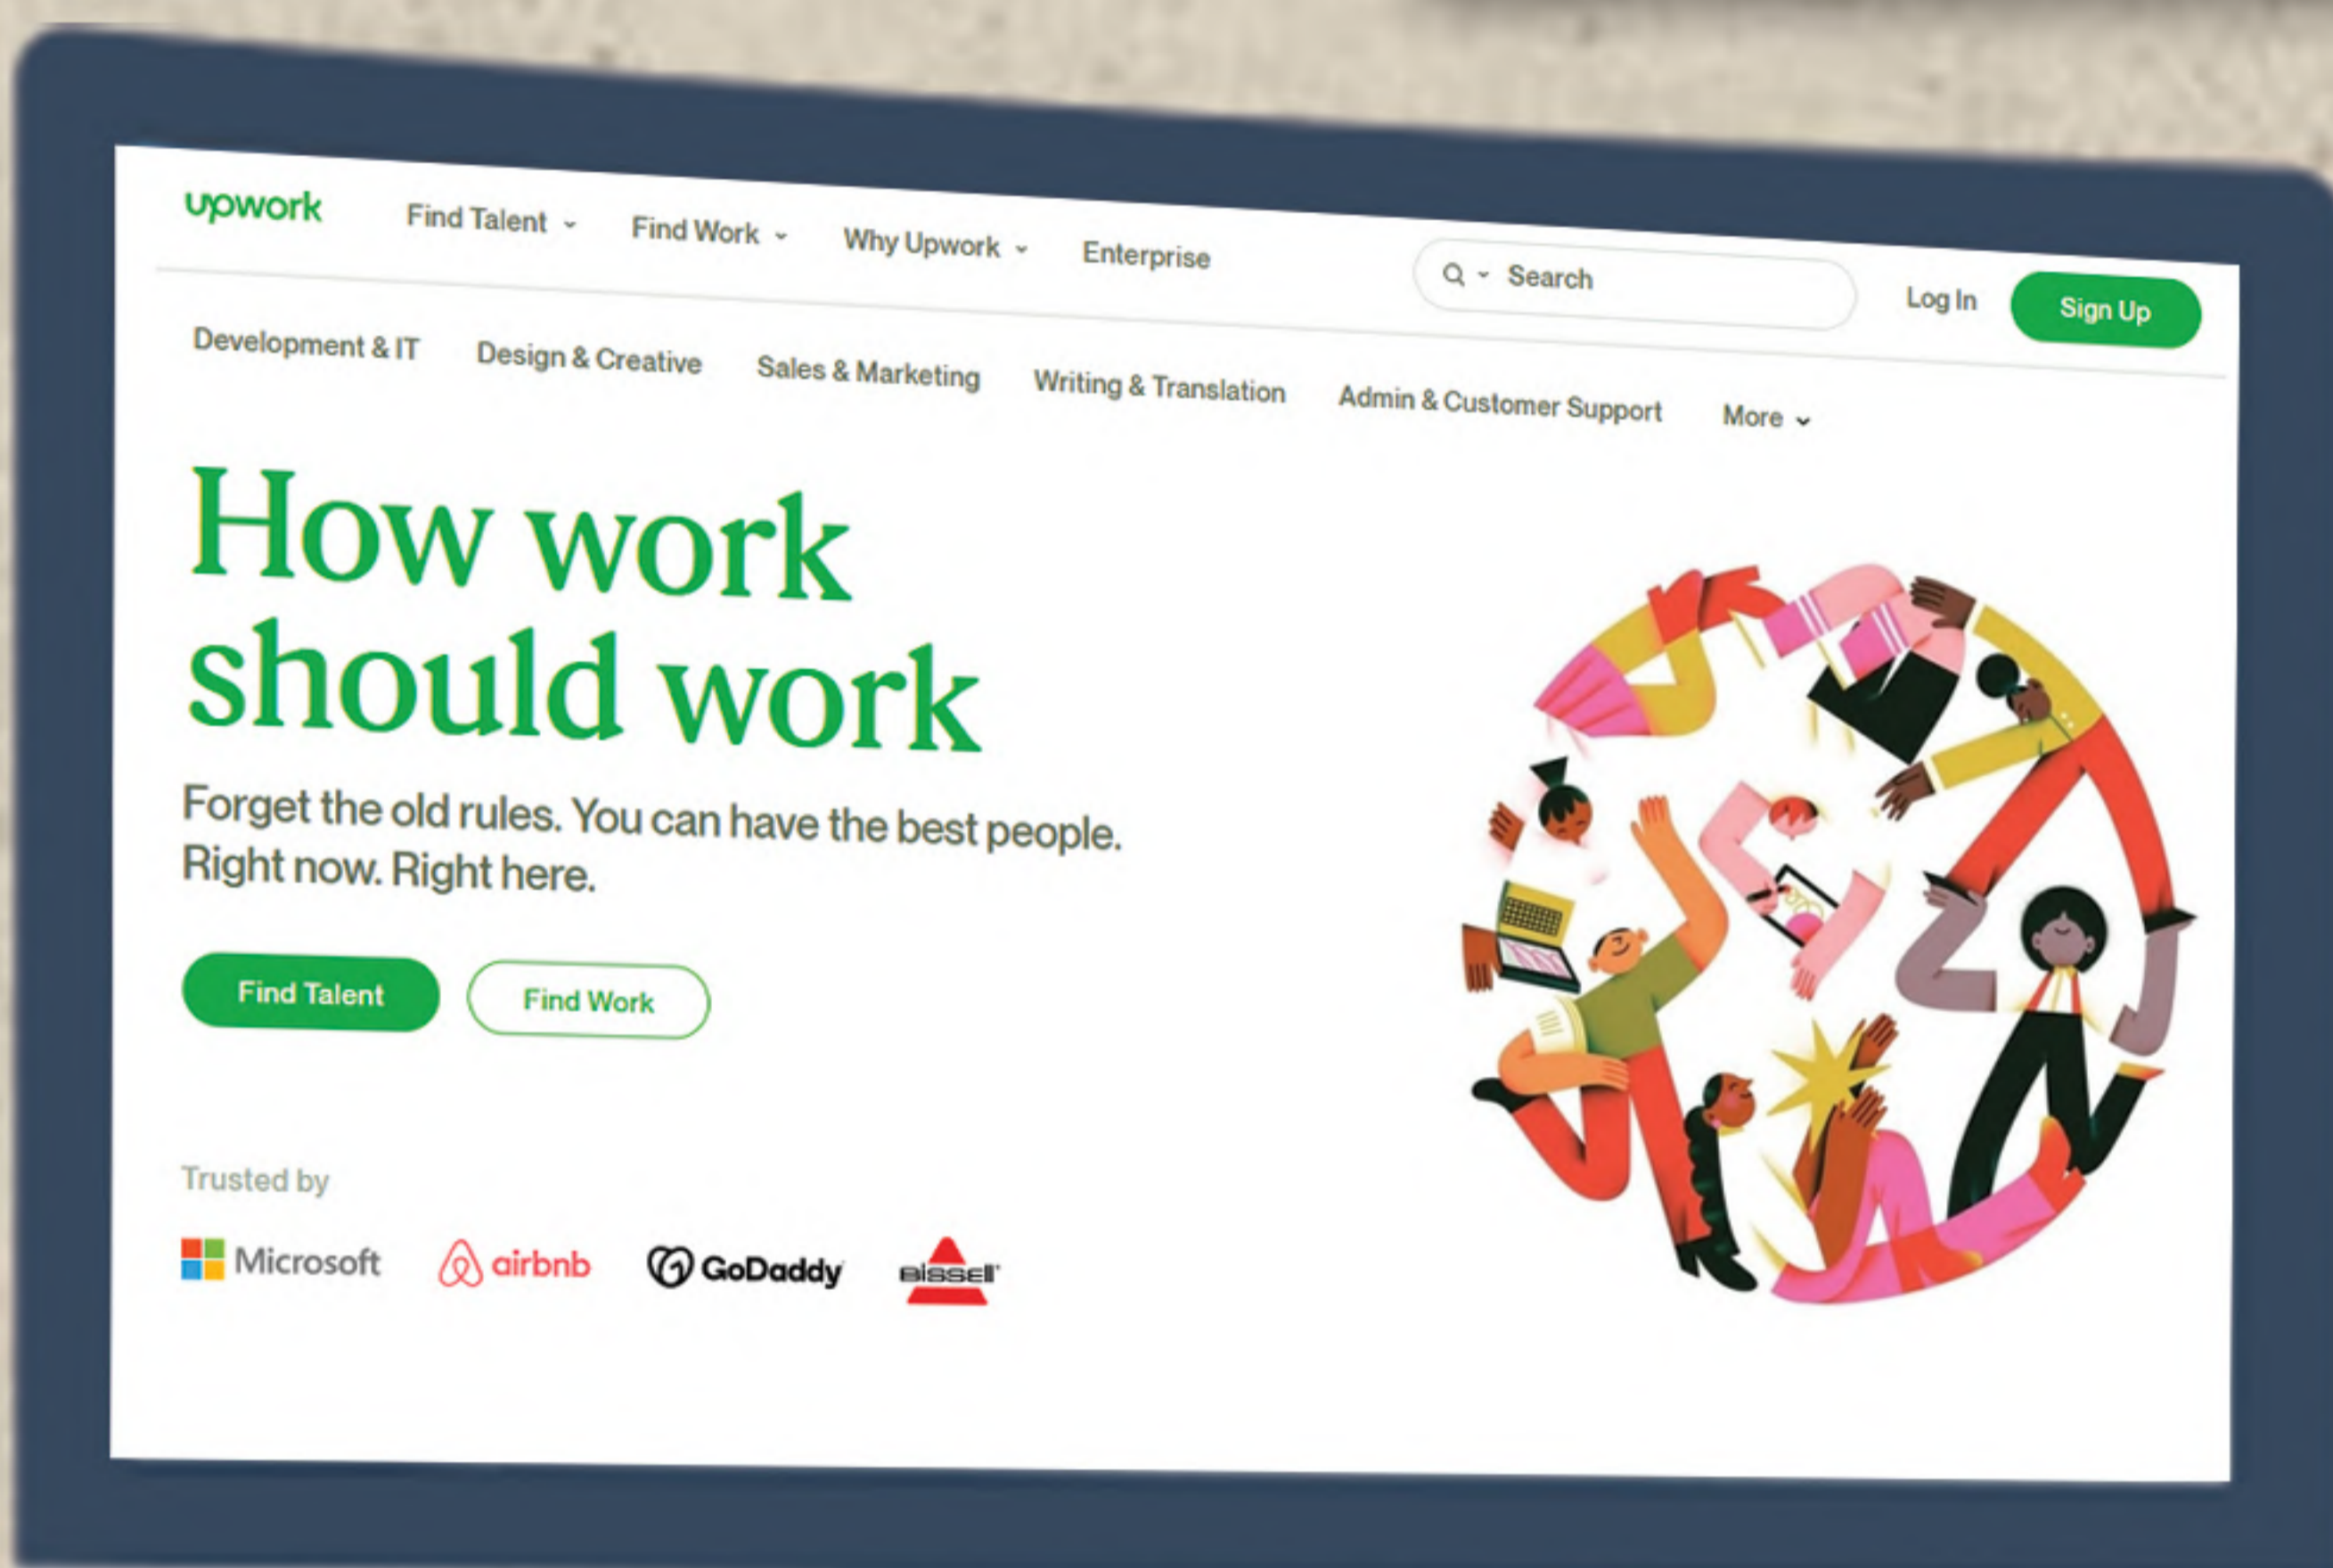 upwork
Find Talent
Find Work
Why Upwork
Enterprise
Search
Log In
Sign Up
Development & IT
Design & Creative
Sales & Marketing
Writing & Translation
Admin & Customer Support
More
How work
should work
Forget the old rules. You can have the best people.
Right now. Right here.
Find Talent
Find Work
Trusted by
Microsoft
airbnb
GoDaddy
BISSELL